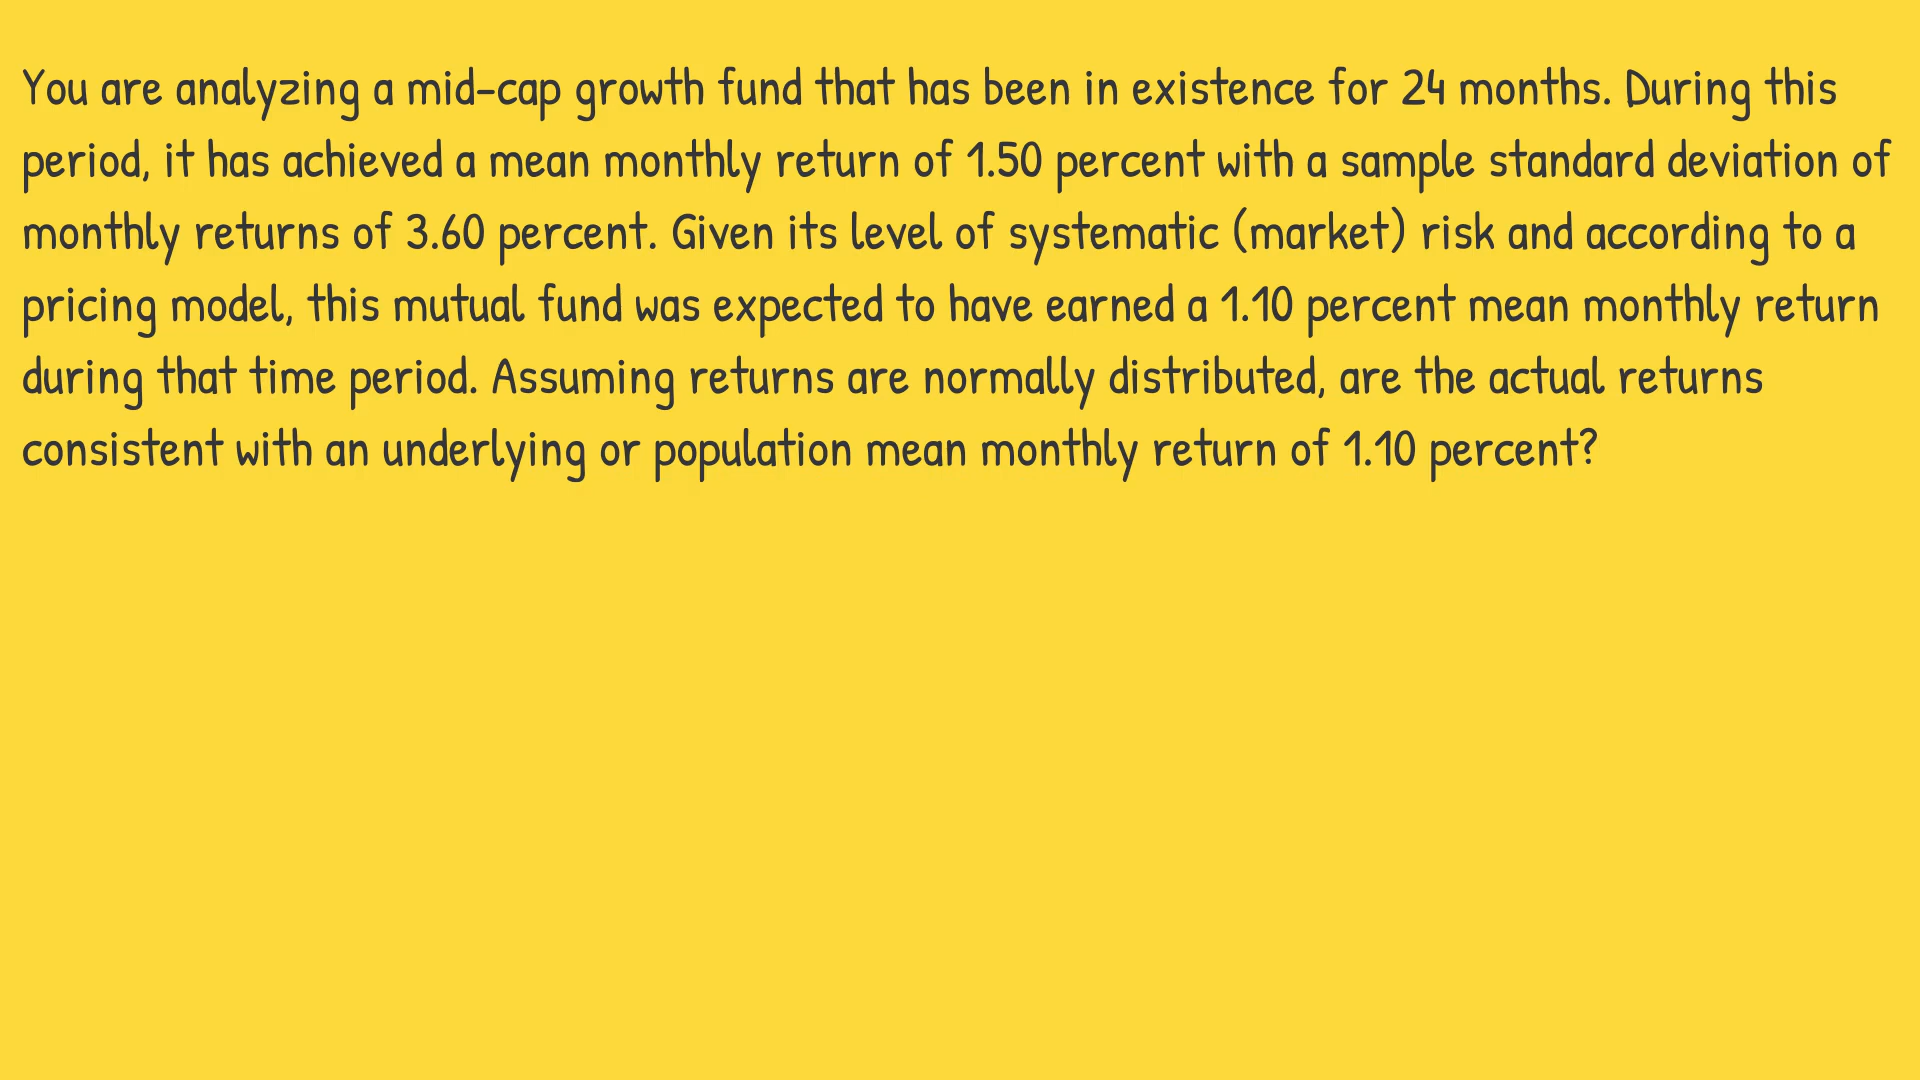 You are analyzing a mid-cap growth fund that has been in existence for 24 months. During this
period, it has achieved a mean monthly return of 1.50 percent with a sample standard deviation of
monthly returns of 3.60 percent. Given its level of systematic (market) risk and according to a
pricing model, this mutual fund was expected to have earned a 1.10 percent mean monthly return
during that time period. Assuming returns are normally distributed, are the actual returns
consistent with an underlying or population mean monthly return of 1.10 percent?